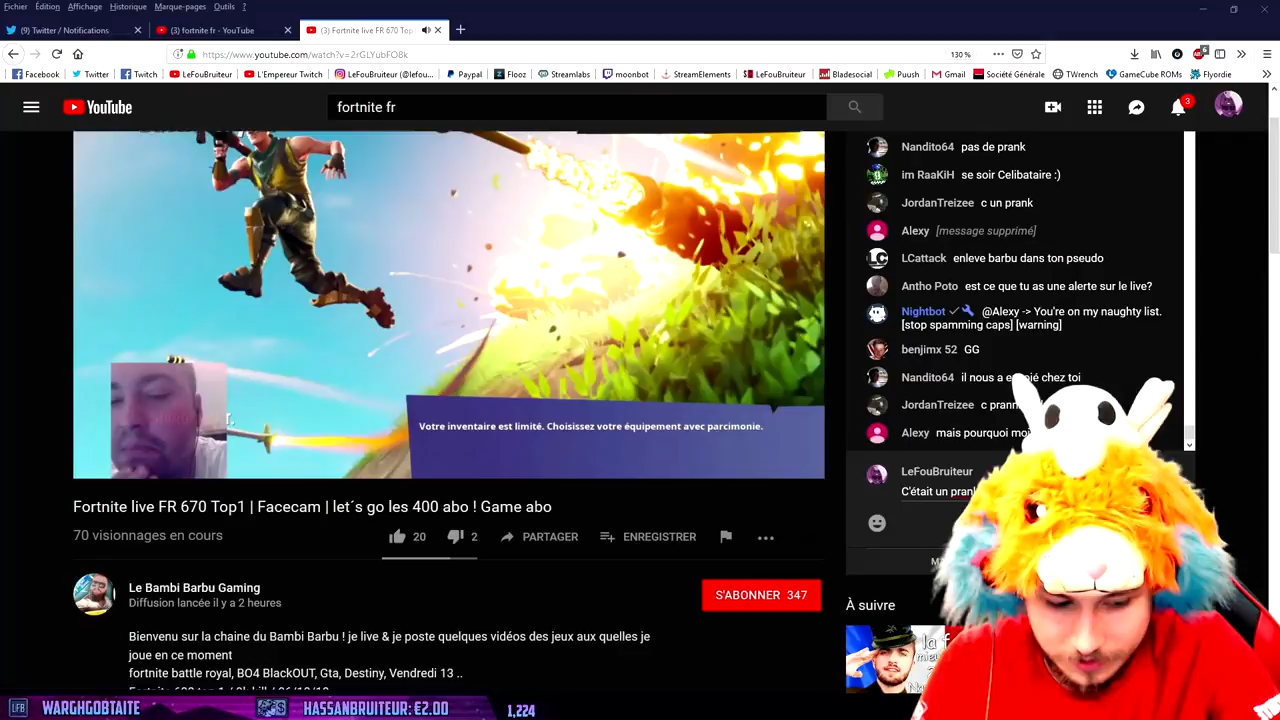 Fichier Édition Affichage Historique Marque-pages Outils ?
(9) Twitter / Notifications
(3) fortnite fr - YouTube
(3) Fortnite live FR 670 Top
https://www.youtube.com/watch?v=2rGLYubFO8k
130 %
Facebook Twitter Twitch LeFouBruiteur L'Empereur Twitch LeFouBruiteur (@lefou... Paypal Flooz Streamlabs moonbot StreamElements LeFouBruiteur Bladesocial Puush Gmail Société Générale TWrench GameCube ROMs Flyordie
YouTube
fortnite fr
3
Nandito64 pas de prank
im RaaKiH se soir Celibataire :)
JordanTreizee c un prank
Alexy [message supprimé]
LCattack enleve barbu dans ton pseudo
Antho Poto est ce que tu as une alerte sur le live?
Nightbot @Alexy -> You're on my naughty list.
[stop spamming caps] [warning]
benjimx 52 GG
Nandito64 il nous a chez toi
JordanTreizee c
Alexy mais pourquoi
LeFouBruiteur
C'était un
Votre inventaire est limité. Choisissez votre équipement avec parcimonie.
Fortnite live FR 670 Top1 | Facecam | let´s go les 400 abo ! Game abo
70 visionnages en cours
20 2 PARTAGER ENREGISTRER
Le Bambi Barbu Gaming
Diffusion lancée il y a 2 heures
S'ABONNER 347
Bienvenu sur la chaine du Bambi Barbu ! je live & je poste quelques vidéos des jeux aux quelles je
joue en ce moment
fortnite battle royal, BO4 BlackOUT, Gta, Destiny, Vendredi 13 ..
À suivre
LFB WARGHGOBTAITE HASSANBRUITEUR: €2.00 1,224